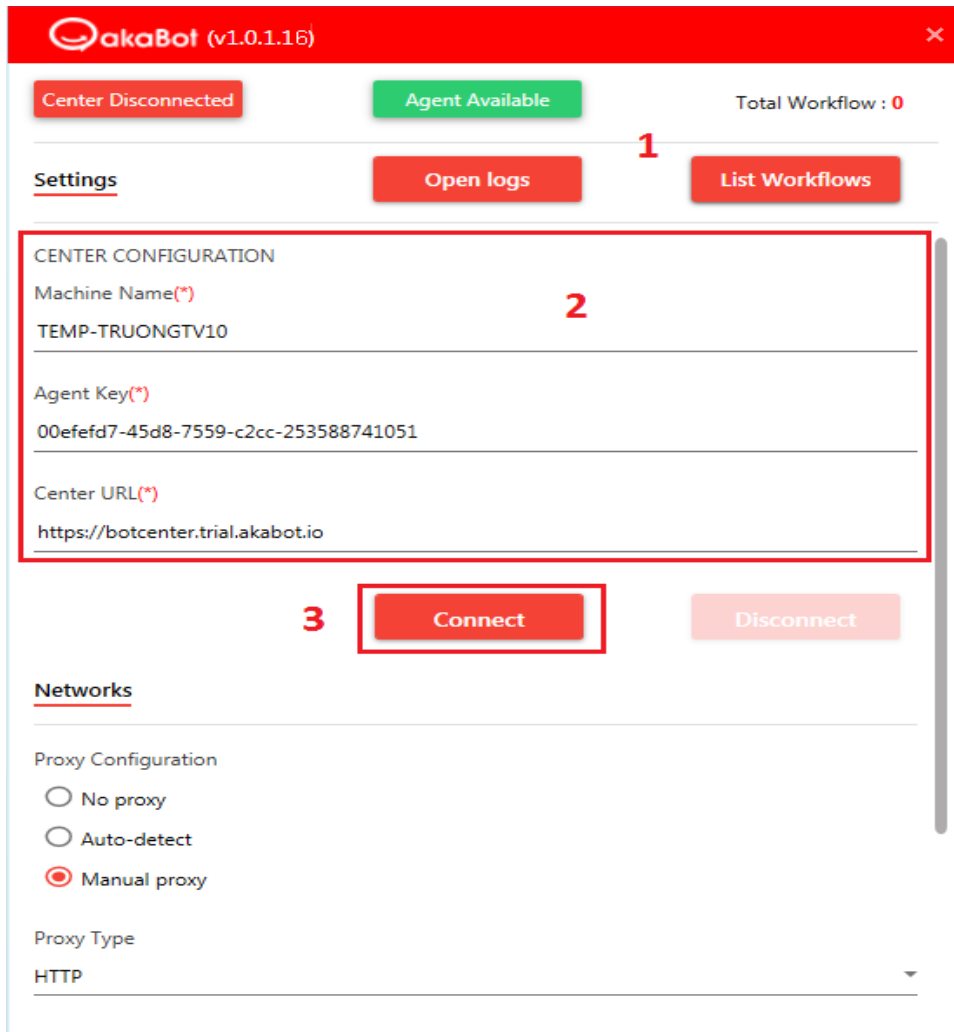 akaBot (v1.0.1.16)
Center Disconnected
Agent Available
Total Workflow : 0
1
Settings
Open logs
List Workflows
CENTER CONFIGURATION
Machine Name(*)
2
TEMP-TRUONGTV10
Agent Key(*)
00efefd7-45d8-7559-c2cc-253588741051
Center URL(*)
https://botcenter.trial.akabot.io
3
Connect
Disconnect
Networks
Proxy Configuration
No proxy
Auto-detect
Manual proxy
Proxy Type
HTTP